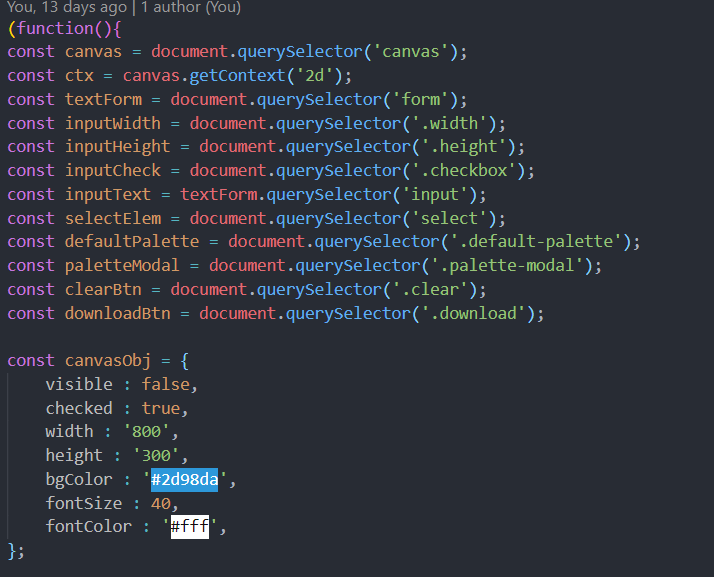 You, 13 days ago | 1 author (You)
(function(){
const canvas = document.querySelector('canvas');
const ctx = canvas.getContext('2d');
const textForm = document.querySelector('form');
const inputWidth = document.querySelector('.width');
const inputHeight = document.querySelector('.height');
const inputCheck = document.querySelector('.checkbox');
const inputText = textForm.querySelector('input');
const selectElem = document.querySelector('select');
const defaultPalette = document.querySelector('.default-palette');
const paletteModal = document.querySelector('.palette-modal');
const clearBtn = document.querySelector('.clear');
const downloadBtn = document.querySelector('.download');

const canvasObj = {
    visible : false,
    checked : true,
    width : '800',
    height : '300',
    bgColor : '#2d98da',
    fontSize : 40,
    fontColor : '#fff',
};